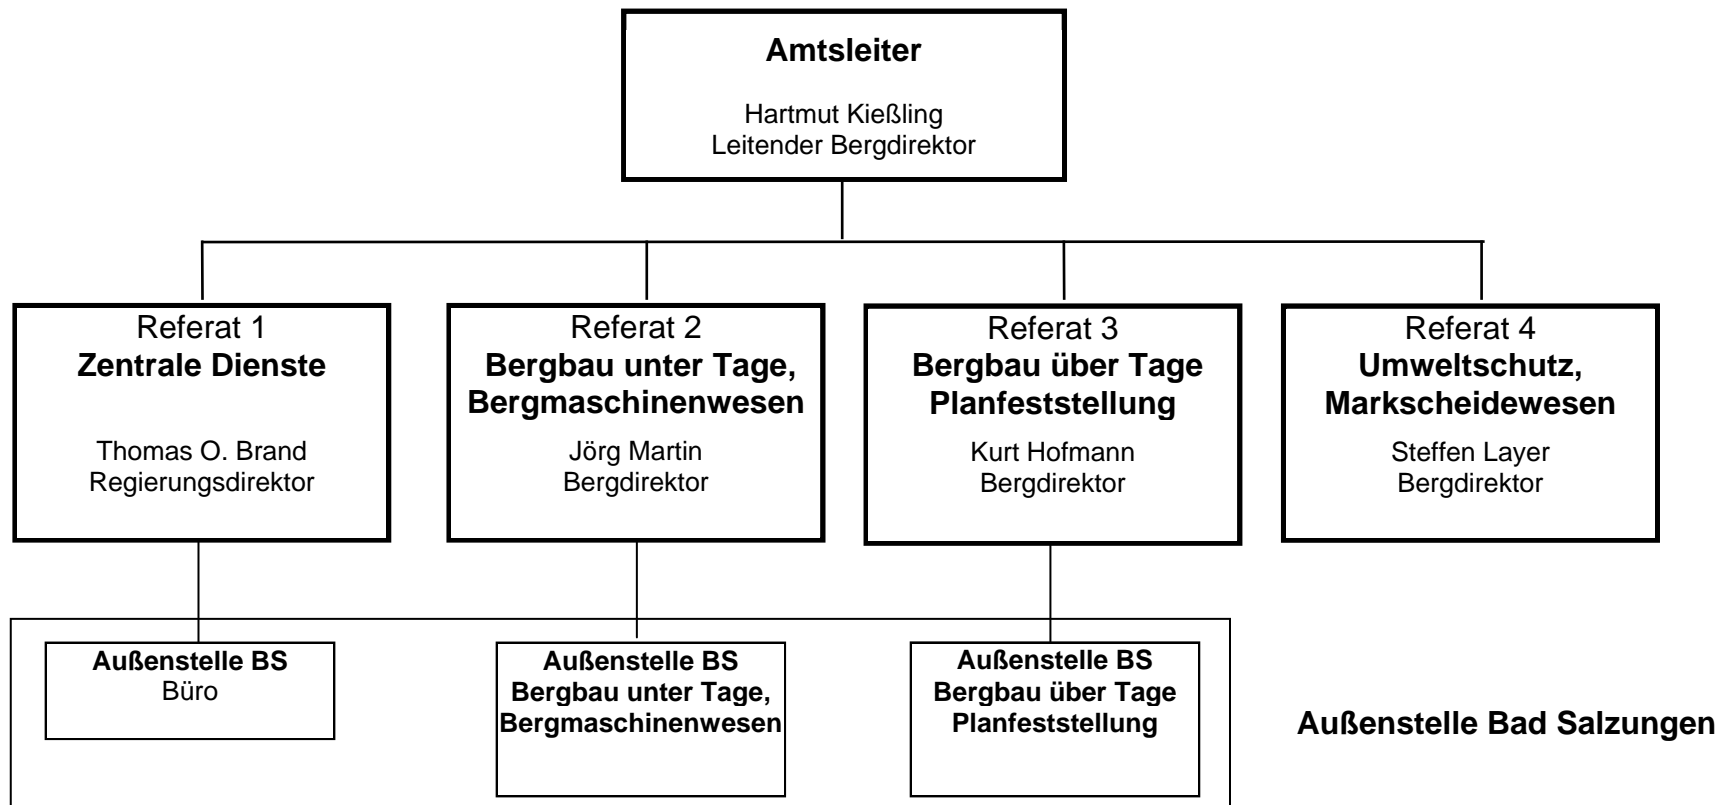 Amtsleiter
Hartmut Kießling
Leitender Bergdirektor
Referat 1
Zentrale Dienste
Thomas O. Brand
Regierungsdirektor
Referat 2
Bergbau unter Tage,
Bergmaschinenwesen
Jörg Martin
Bergdirektor
Referat 3
Bergbau über Tage
Planfeststellung
Kurt Hofmann
Bergdirektor
Referat 4
Umweltschutz,
Markscheidewesen
Steffen Layer
Bergdirektor
Außenstelle BS
Büro
Außenstelle BS
Bergbau unter Tage,
Bergmaschinenwesen
Außenstelle BS
Bergbau über Tage
Planfeststellung
Außenstelle Bad Salzungen